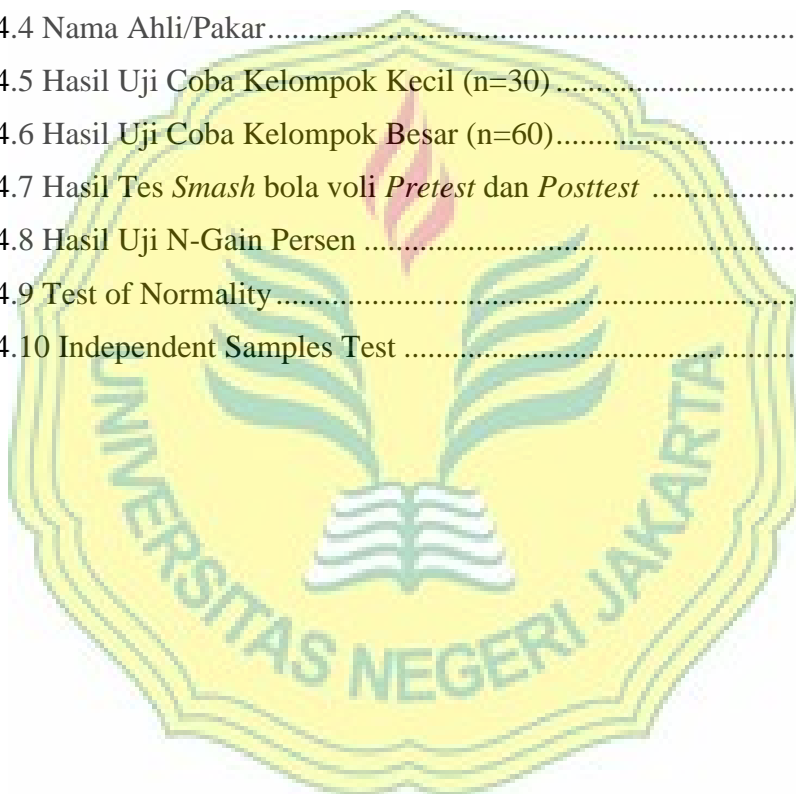 4.4 Nama Ahli/Pakar.......................................................................
4.5 Hasil Uji Coba Kelompok Kecil (n=30)................................
4.6 Hasil Uji Coba Kelompok Besar (n=60)................................
4.7 Hasil Tes Smash bola voli Pretest dan Posttest ...................
4.8 Hasil Uji N-Gain Persen .........................................................
4.9 Test of Normality......................................................................
4.10 Independent Samples Test ....................................................
UNIVERSITAS NEGERI JAKARTA